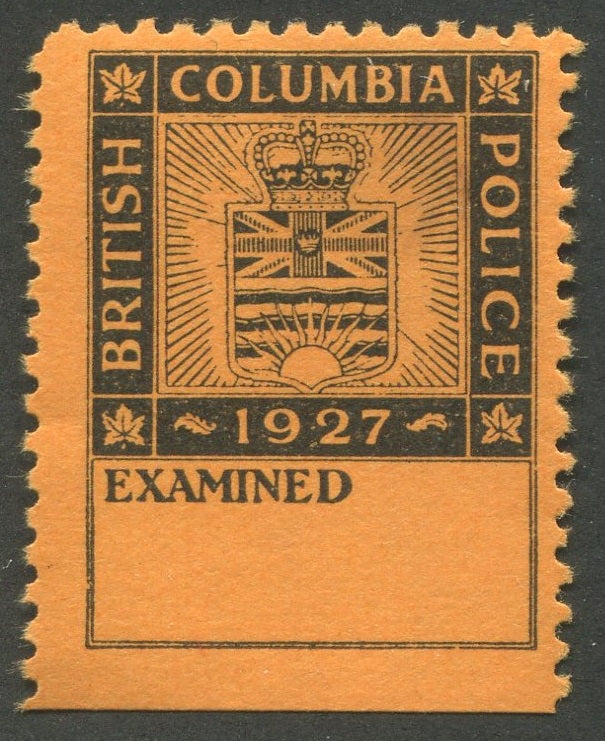 BRITISH
COLUMBIA
POLICE
1927
EXAMINED